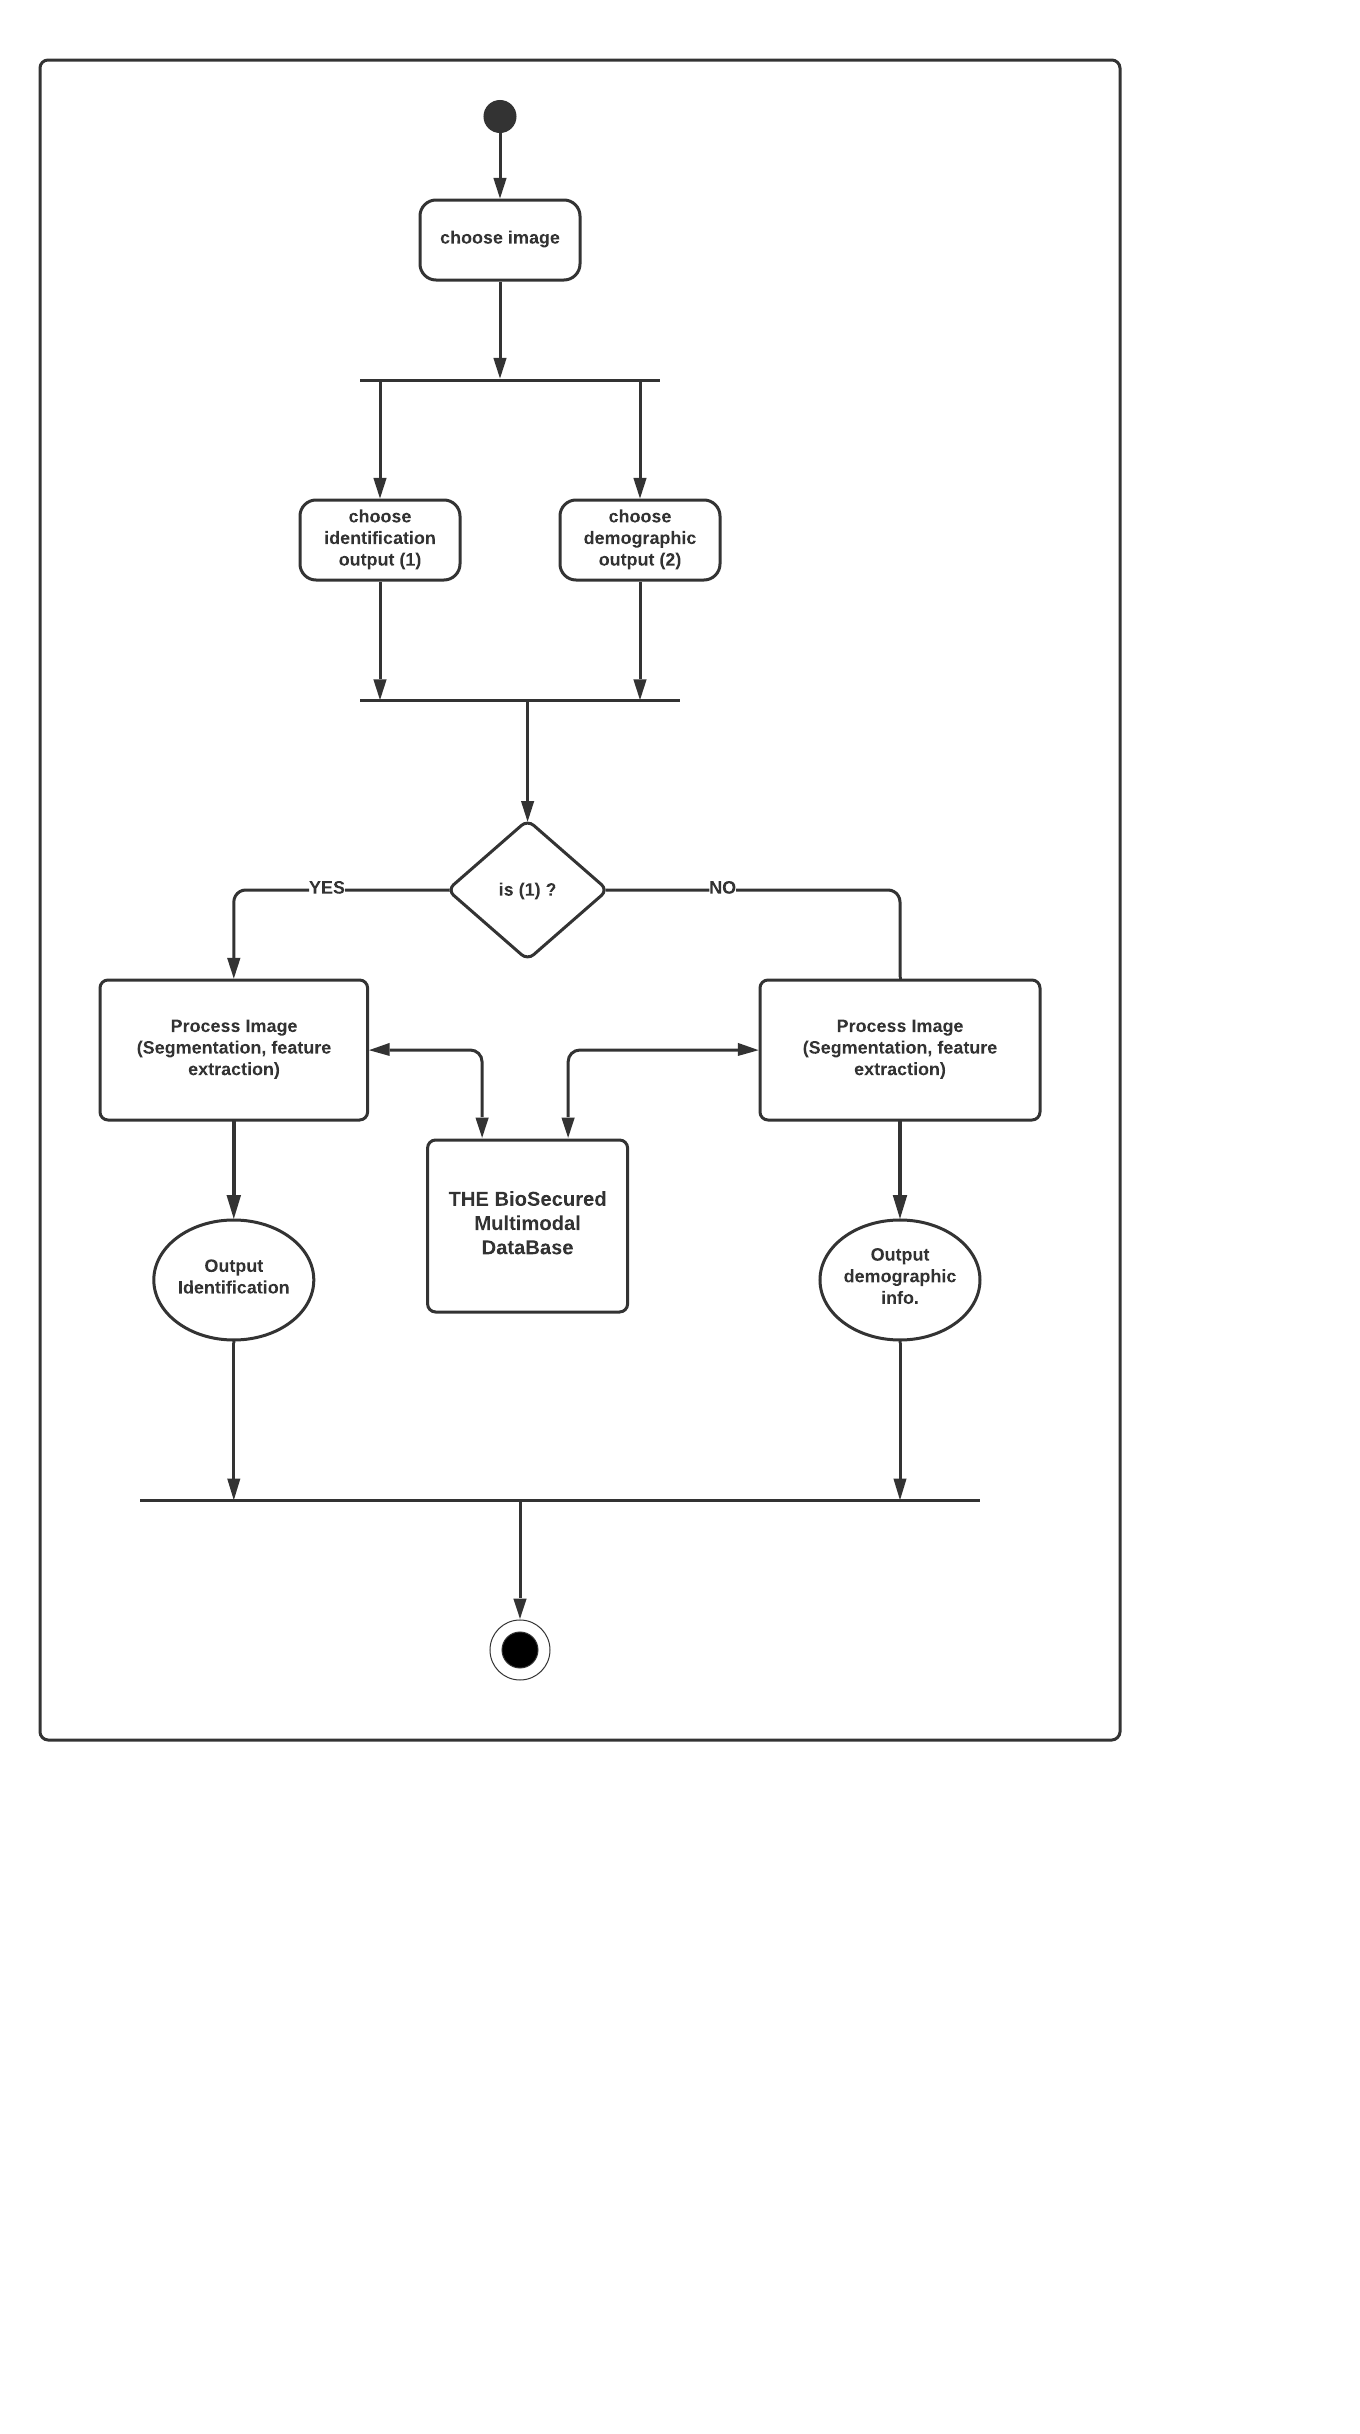 choose image
choose
identification
output (1)
choose
demographic
output (2)
is (1) ?
YES
NO
Process Image
(Segmentation, feature
extraction)
Process Image
(Segmentation, feature
extraction)
THE BioSecured
Multimodal
DataBase
Output
Identification
Output
demographic
info.